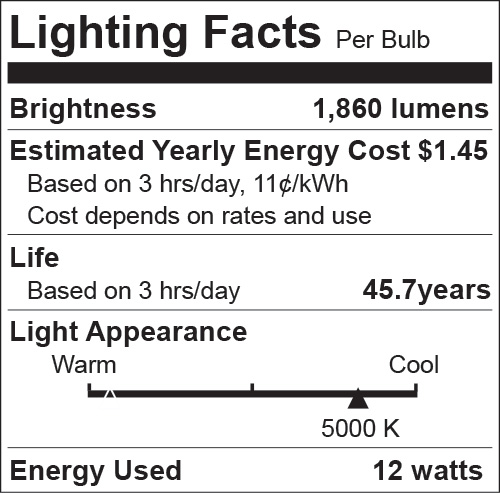 Lighting Facts Per Bulb
Brightness 1,860 lumens
Estimated Yearly Energy Cost $1.45
Based on 3 hrs/day, 11¢/kWh
Cost depends on rates and use
Life
Based on 3 hrs/day 45.7years
Light Appearance
Warm Cool
5000 K
Energy Used 12 watts